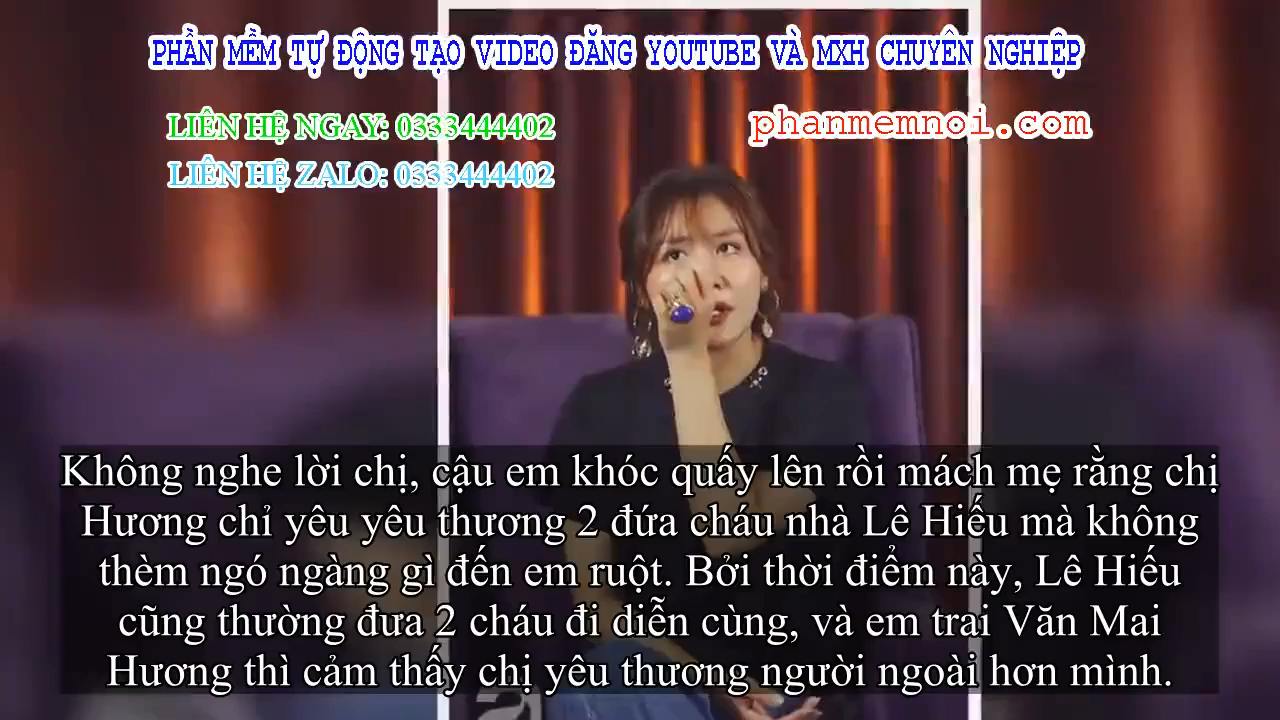 PHẦN MỀM TỰ ĐỘNG TẠO VIDEO ĐĂNG YOUTUBE VÀ MXH CHUYÊN NGHIỆP
LIÊN HỆ NGAY: 0333444402
phanmemnoi.com
LIÊN HỆ ZALO: 0333444402
Không nghe lời chị, cậu em khóc quấy lên rồi mách mẹ rằng chị
Hương chỉ yêu yêu thương 2 đứa cháu nhà Lê Hiếu mà không
thèm ngó ngàng gì đến em ruột. Bởi thời điểm này, Lê Hiếu
cũng thường đưa 2 cháu đi diễn cùng, và em trai Văn Mai
Hương thì cảm thấy chị yêu thương người ngoài hơn mình.